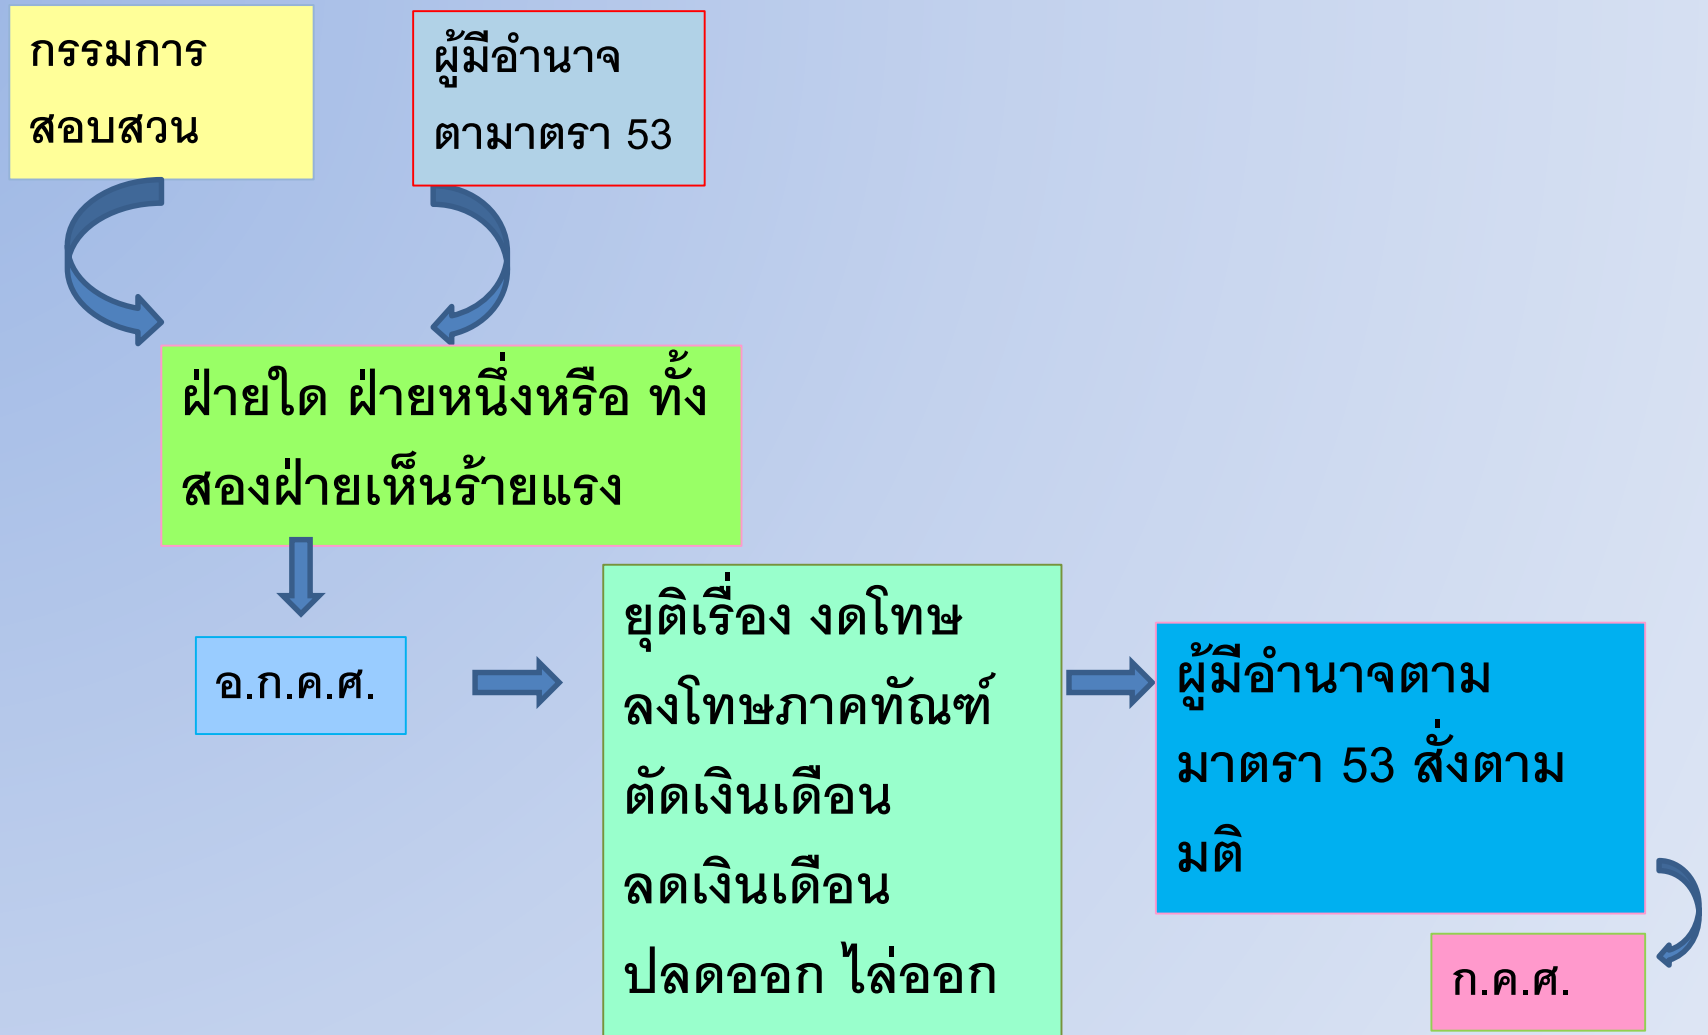 กรรมการ
สอบสวน
ผู้มีอำนาจ
ตามาตรา 53
ฝ่ายใด ฝ่ายหนึ่งหรือ ทั้ง
สองฝ่ายเห็นร้ายแรง
อ.ก.ค.ศ.
ยุติเรื่อง งดโทษ
ลงโทษภาคทัณฑ์
ตัดเงินเดือน
ลดเงินเดือน
ปลดออก ไล่ออก
ผู้มีอำนาจตาม
มาตรา 53 สั่งตาม
มติ
ก.ค.ศ.